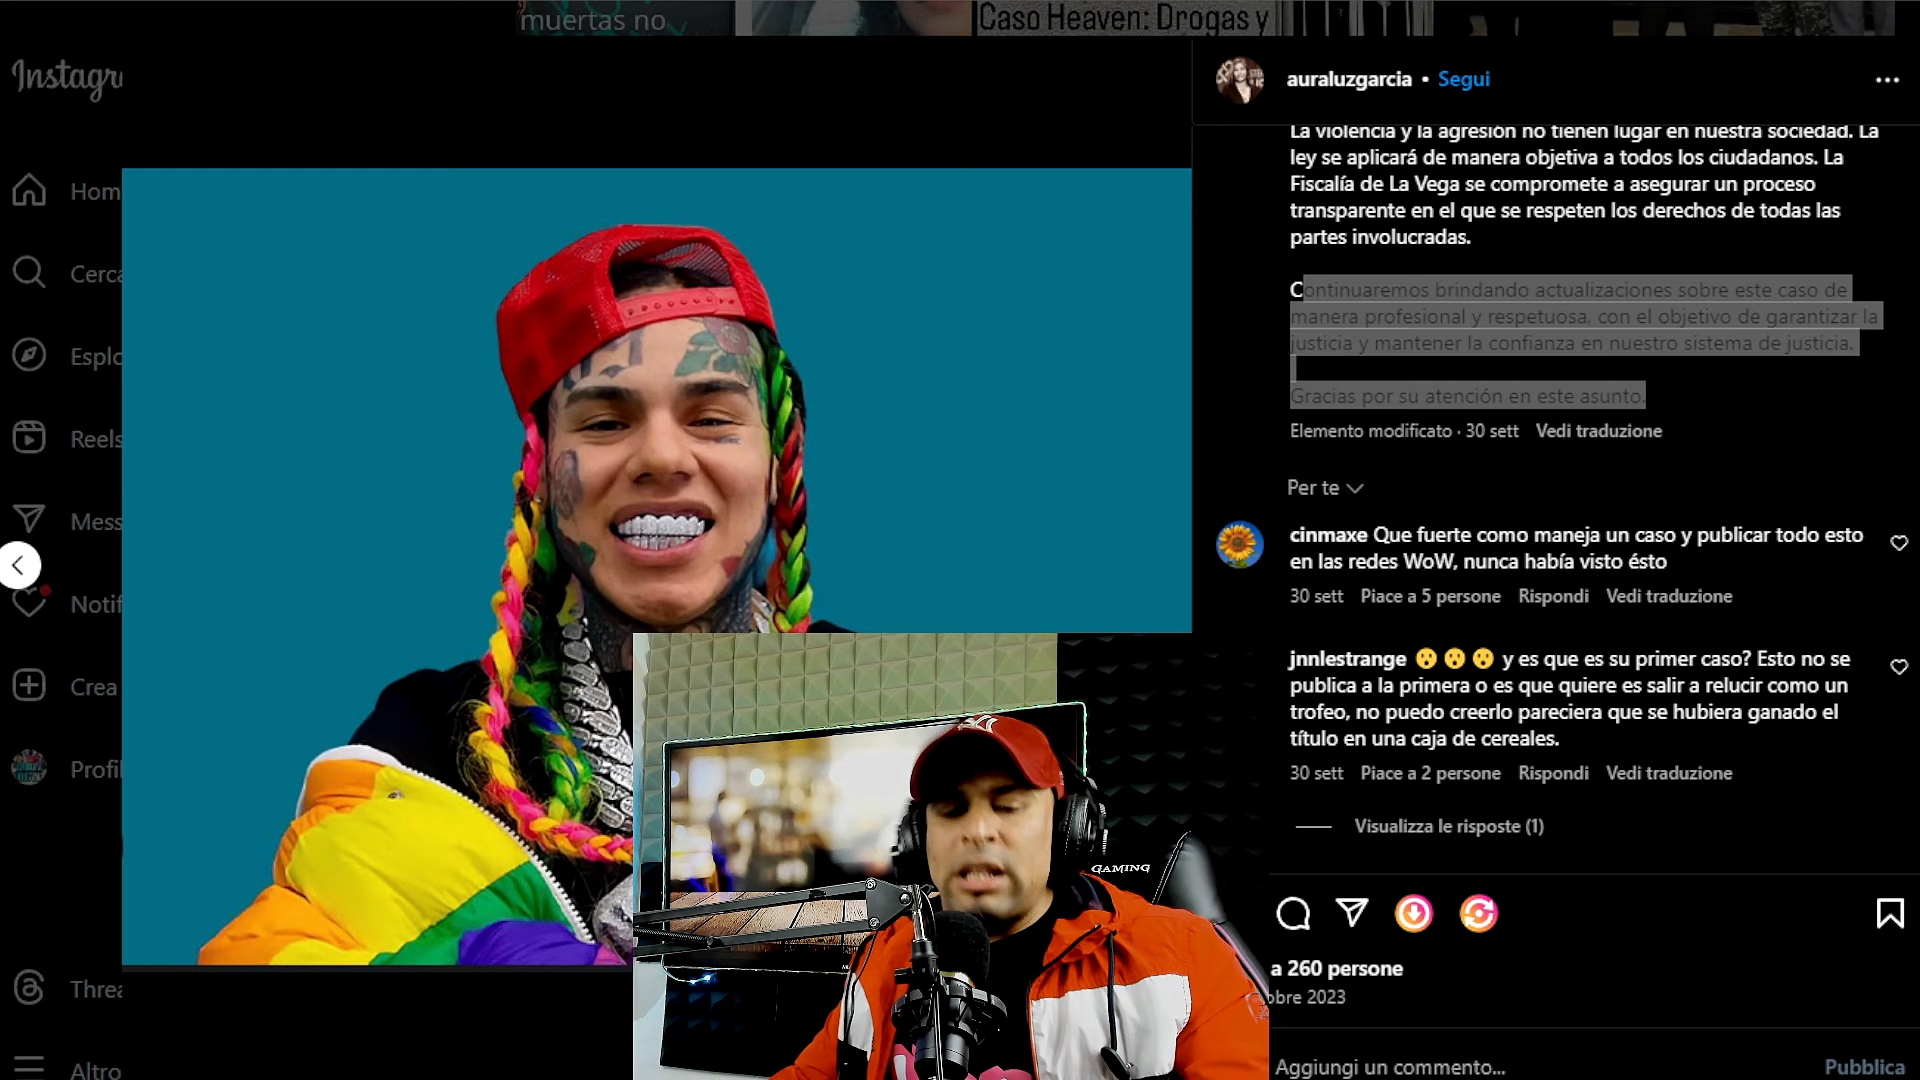 muertas no
Caso Heaven: Drogas y
Instagr
auraluzgarcia • Segui
La violencia y la agresión no tienen lugar en nuestra sociedad. La
ley se aplicará de manera objetiva a todos los ciudadanos. La
Fiscalía de La Vega se compromete a asegurar un proceso
transparente en el que se respeten los derechos de todas las
partes involucradas.
Continuaremos brindando actualizaciones sobre este caso de
manera profesional y respetuosa, con el objetivo de garantizar la
justicia y mantener la confianza en nuestro sistema de justicia.
Gracias por su atención en este asunto.
Elemento modificato · 30 sett Vedi traduzione
Per te
cinmaxe Que fuerte como maneja un caso y publicar todo esto
en las redes WoW, nunca había visto ésto
30 sett Piace a 5 persone Rispondi Vedi traduzione
jnnlestrange 😮😮😮 y es que es su primer caso? Esto no se
publica a la primera o es que quiere es salir a relucir como un
trofeo, no puedo creerlo pareciera que se hubiera ganado el
título en una caja de cereales.
30 sett Piace a 2 persone Rispondi Vedi traduzione
Visualizza le risposte (1)
a 260 persone
obre 2023
Aggiungi un commento... Pubblica
Hom
Cerca
Esplo
Reels
Mess
Notif
Crea
Profil
Threa
Altro
GAMING